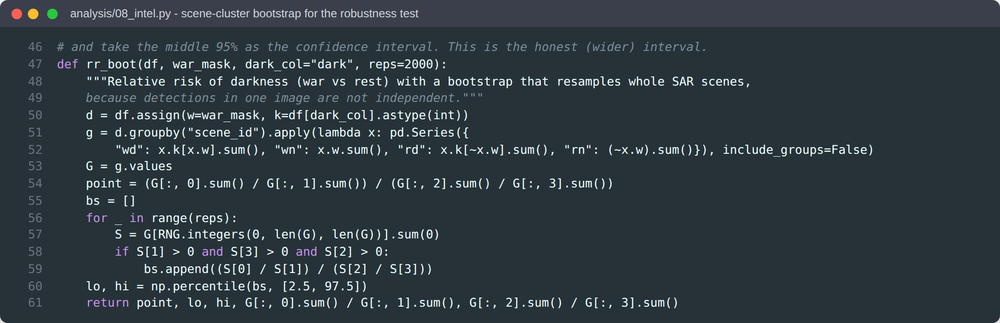 analysis/08_intel.py - scene-cluster bootstrap for the robustness test
46  # and take the middle 95% as the confidence interval. This is the honest (wider) interval.
47  def rr_boot(df, war_mask, dark_col="dark", reps=2000):
48      """Relative risk of darkness (war vs rest) with a bootstrap that resamples whole SAR scenes,
49      because detections in one image are not independent."""
50      d = df.assign(w=war_mask, k=df[dark_col].astype(int))
51      g = d.groupby("scene_id").apply(lambda x: pd.Series({
52          "wd": x.k[x.w].sum(), "wn": x.w.sum(), "rd": x.k[~x.w].sum(), "rn": (~x.w).sum()}), include_groups=False)
53      G = g.values
54      point = (G[:, 0].sum() / G[:, 1].sum()) / (G[:, 2].sum() / G[:, 3].sum())
55      bs = []
56      for _ in range(reps):
57          S = G[RNG.integers(0, len(G), len(G))].sum(0)
58          if S[1] > 0 and S[3] > 0 and S[2] > 0:
59              bs.append((S[0] / S[1]) / (S[2] / S[3]))
60      lo, hi = np.percentile(bs, [2.5, 97.5])
61      return point, lo, hi, G[:, 0].sum() / G[:, 1].sum(), G[:, 2].sum() / G[:, 3].sum()